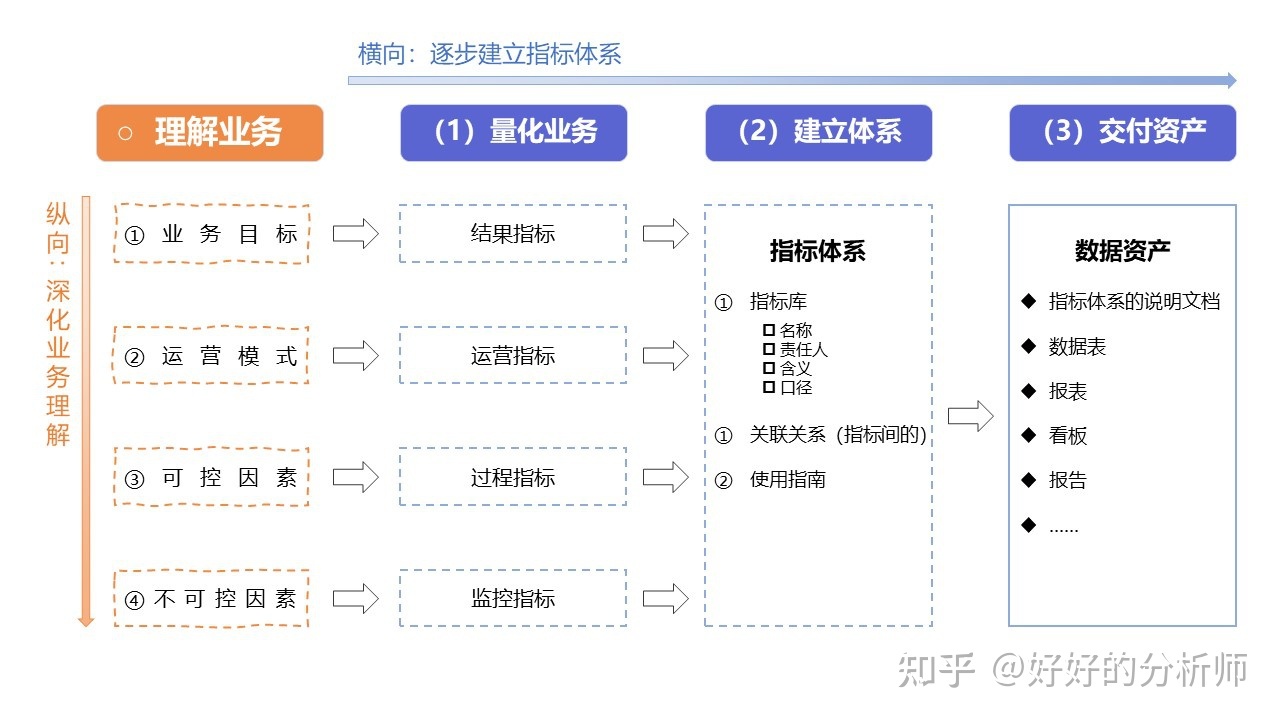 横向：逐步建立指标体系
○ 理解业务
（1）量化业务
（2）建立体系
（3）交付资产
纵向：深化业务理解
① 业务目标
结果指标
② 运营模式
运营指标
③ 可控因素
过程指标
④ 不可控因素
监控指标
指标体系
① 指标库
名称
责任人
含义
口径
① 关联关系（指标间的）
② 使用指南
数据资产
◆ 指标体系的说明文档
◆ 数据表
◆ 报表
◆ 看板
◆ 报告
◆ ......
知乎 @好好的分析师